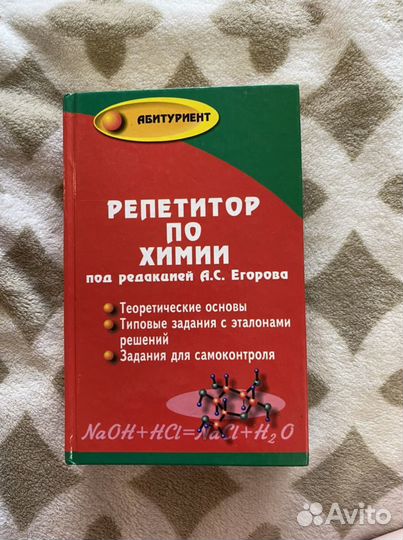 АБИТУРИЕНТ
РЕПЕТИТОР
ПО
ХИМИИ
под редакцией А.С. Егорова
Теоретические основы
Типовые задания с эталонами
решений
Задания для самоконтроля
NaOH+HCl=NaCl+H₂O
Avito